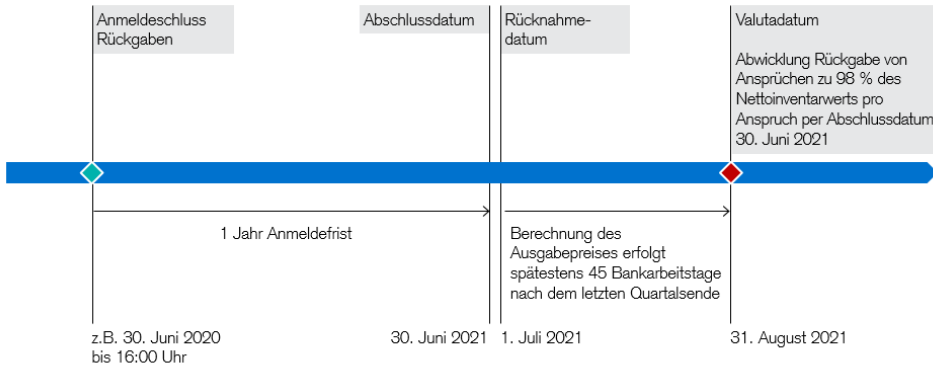 Anmeldeschluss
Rückgaben
Abschlussdatum
Rücknahme-
datum
Valutadatum
Abwicklung Rückgabe von
Ansprüchen zu 98 % des
Nettoinventarwerts pro
Anspruch per Abschlussdatum
30. Juni 2021
1 Jahr Anmeldefrist
Berechnung des
Ausgabepreises erfolgt
spätestens 45 Bankarbeitstage
nach dem letzten Quartalsende
z.B. 30. Juni 2020
bis 16:00 Uhr
30. Juni 2021
1. Juli 2021
31. August 2021